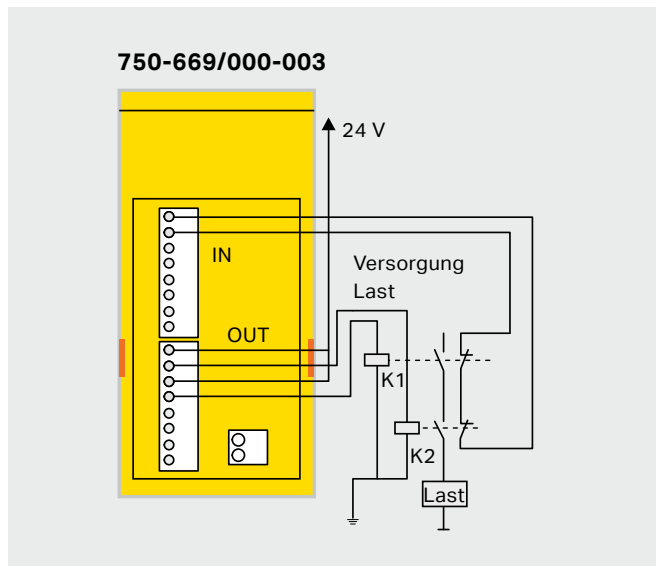 750-669/000-003
24 V
IN
Versorgung
Last
OUT
K1
K2
Last